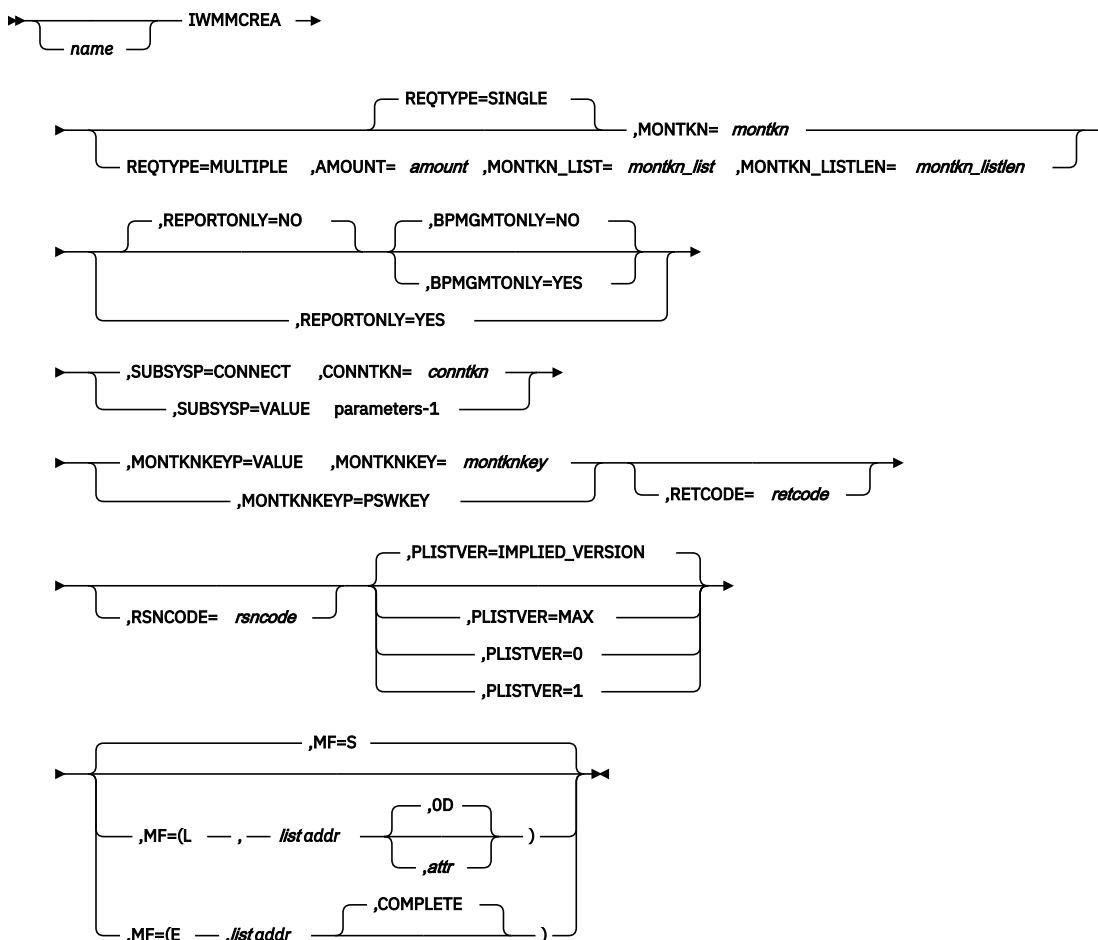 IWMMCREA
name
REQTYPE=SINGLE
,MONTKN= montkn
REQTYPE=MULTIPLE ,AMOUNT= amount ,MONTKN_LIST= montkn_list ,MONTKN_LISTLEN= montkn_listlen
,REPORTONLY=NO ,BPMGMTONLY=NO
,BPMGMTONLY=YES
,REPORTONLY=YES
,SUBSYSP=CONNECT ,CONNTKN= conntkn
,SUBSYSP=VALUE parameters-1
,MONTKNKEYP=VALUE ,MONTKNKEY= montknkey
,MONTKNKEYP=PSWKEY ,RETCODE= retcode
,PLISTVER=IMPLIED_VERSION
,RSNCODE= rsncode ,PLISTVER=MAX
,PLISTVER=0
,PLISTVER=1
,MF=S
,0D
,MF=(L , list addr )
,attr
,COMPLETE
,MF=(E ,list addr )